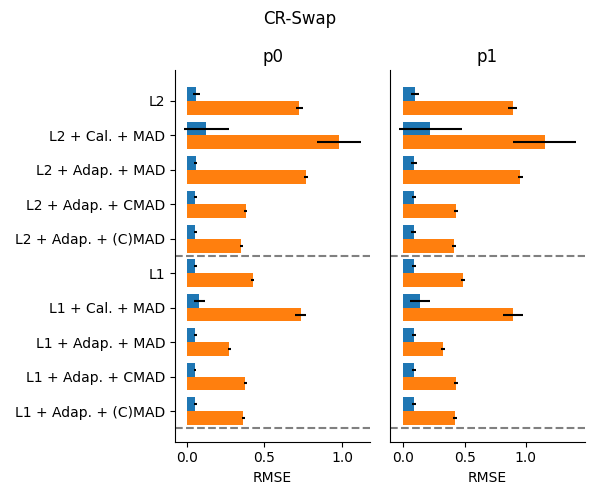 CR-Swap
p0
p1
L2
L2 + Cal. + MAD
L2 + Adap. + MAD
L2 + Adap. + CMAD
L2 + Adap. + (C)MAD
L1
L1 + Cal. + MAD
L1 + Adap. + MAD
L1 + Adap. + CMAD
L1 + Adap. + (C)MAD
0.0 0.5 1.0
0.0 0.5 1.0
RMSE
RMSE